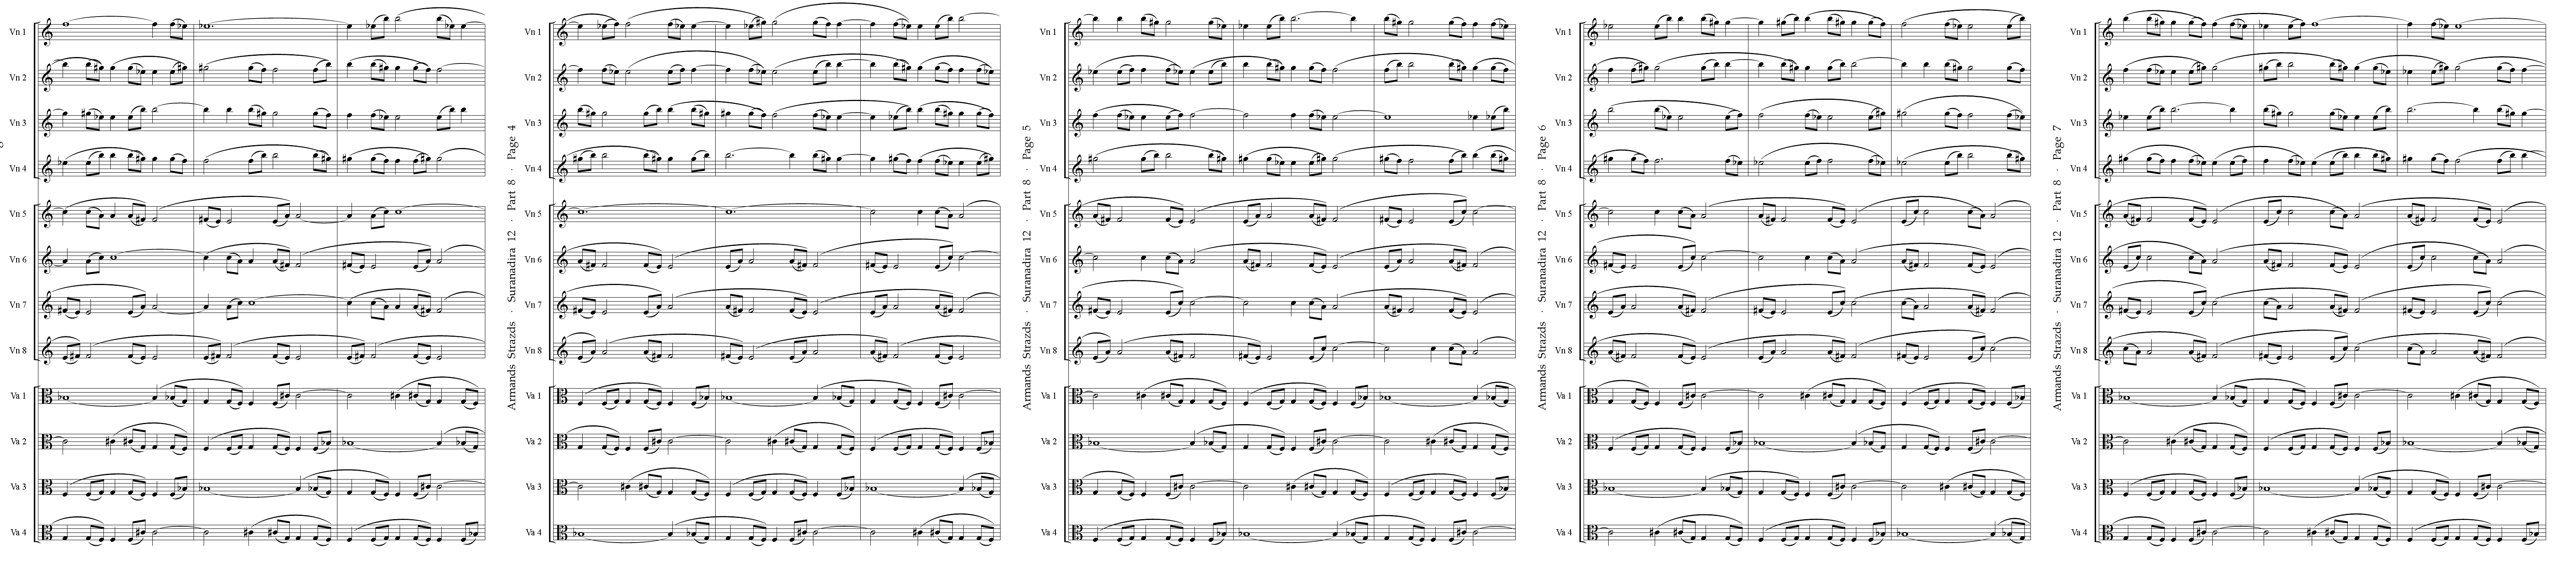 Vn 1
Vn 2
Vn 3
Vn 4
Vn 5
Vn 6
Vn 7
Vn 8
Va 1
Va 2
Va 3
Va 4
Armands Strazds · Suranadira 12 · Part 8 · Page 4
Vn 1
Vn 2
Vn 3
Vn 4
Vn 5
Vn 6
Vn 7
Vn 8
Va 1
Va 2
Va 3
Va 4
Armands Strazds · Suranadira 12 · Part 8 · Page 5
Vn 1
Vn 2
Vn 3
Vn 4
Vn 5
Vn 6
Vn 7
Vn 8
Va 1
Va 2
Va 3
Va 4
Armands Strazds · Suranadira 12 · Part 8 · Page 6
Vn 1
Vn 2
Vn 3
Vn 4
Vn 5
Vn 6
Vn 7
Vn 8
Va 1
Va 2
Va 3
Va 4
Armands Strazds · Suranadira 12 · Part 8 · Page 7
Vn 1
Vn 2
Vn 3
Vn 4
Vn 5
Vn 6
Vn 7
Vn 8
Va 1
Va 2
Va 3
Va 4